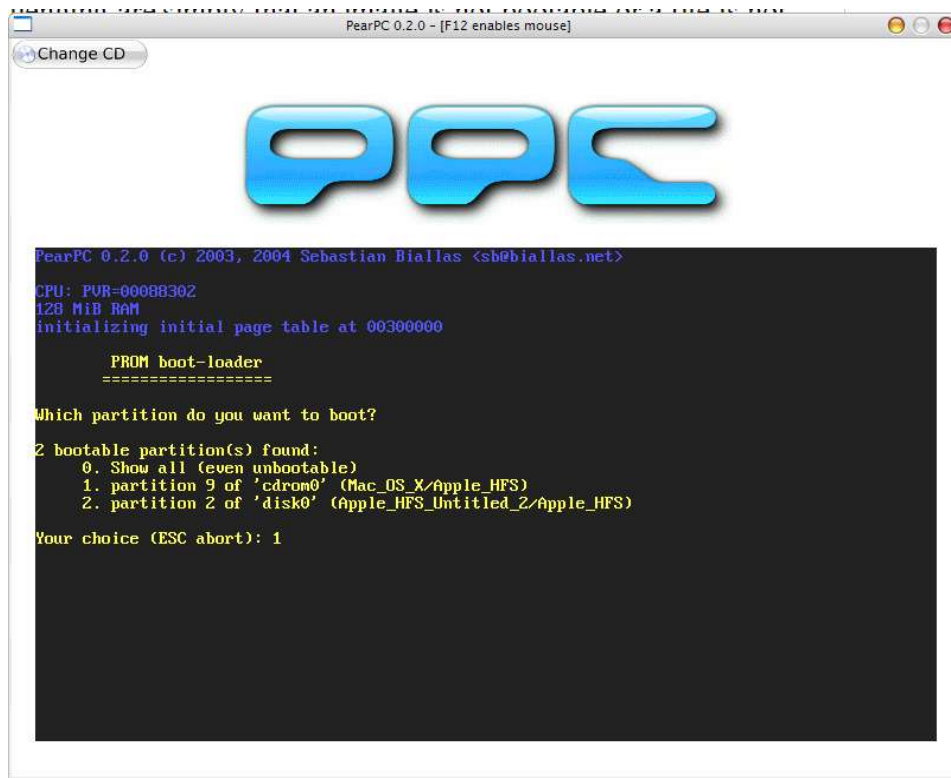 PearPC 0.2.0 - [F12 enables mouse]
Change CD
PPC
PearPC 0.2.0 (c) 2003, 2004 Sebastian Biallas <sb@biallas.net>
CPU: PVR=00088302
128 MiB RAM
initializing initial page table at 00300000
PROM boot-loader
==================
Which partition do you want to boot?
2 bootable partition(s) found:
0. Show all (even unbootable)
1. partition 9 of 'cdrom0' (Mac_OS_X/Apple_HFS)
2. partition 2 of 'disk0' (Apple_HFS_Untitled_2/Apple_HFS)
Your choice (ESC abort): 1